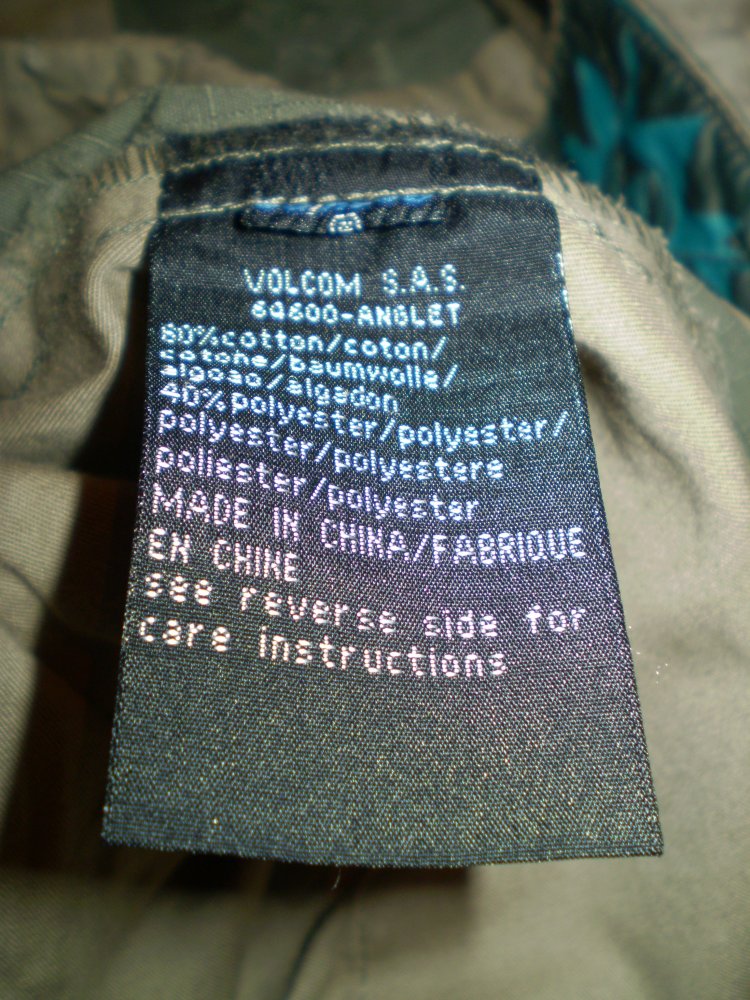 VOLCOM S.A.S.
64600-ANGLET
60%cotton/coton/
cotone/baumwolle/
algoao/algodon
40%polyester/polyester/
polyester/polyestere
poliester/polyester
MADE IN CHINA/FABRIQUE
EN CHINE
see reverse side for
care instructions